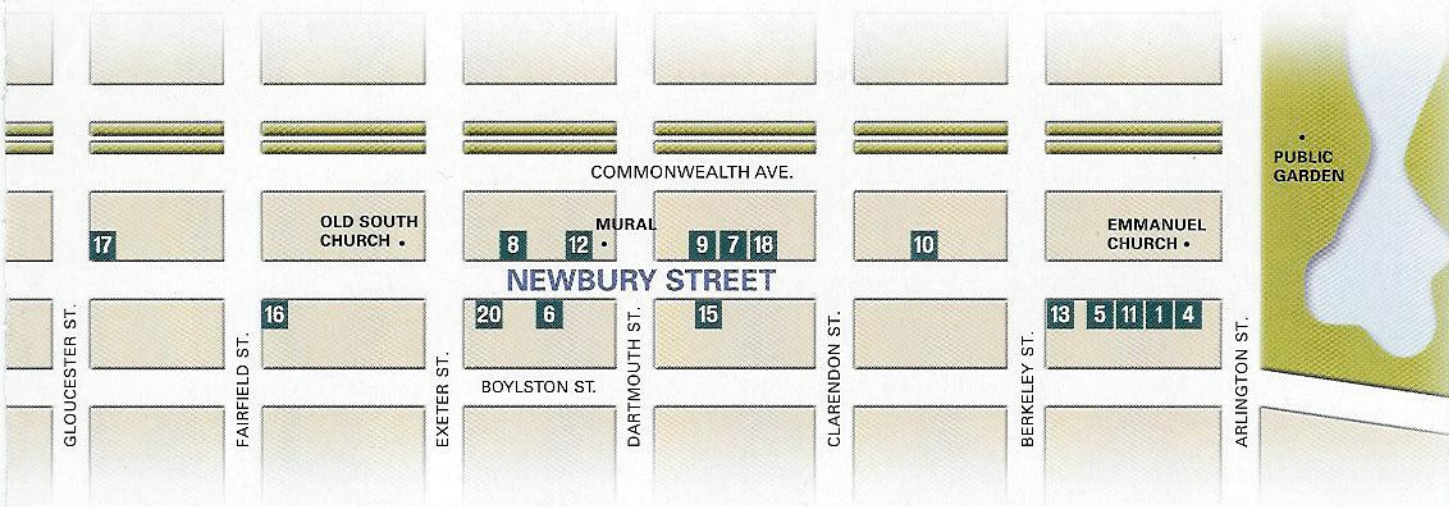 COMMONWEALTH AVE.
PUBLIC
GARDEN
OLD SOUTH
CHURCH
MURAL
EMMANUEL
CHURCH
17
8
12
9
7
18
10
NEWBURY STREET
16
20
6
15
13
5
11
1
4
GLOUCESTER ST.
FAIRFIELD ST.
EXETER ST.
BOYLSTON ST.
DARTMOUTH ST.
CLARENDON ST.
BERKELEY ST.
ARLINGTON ST.